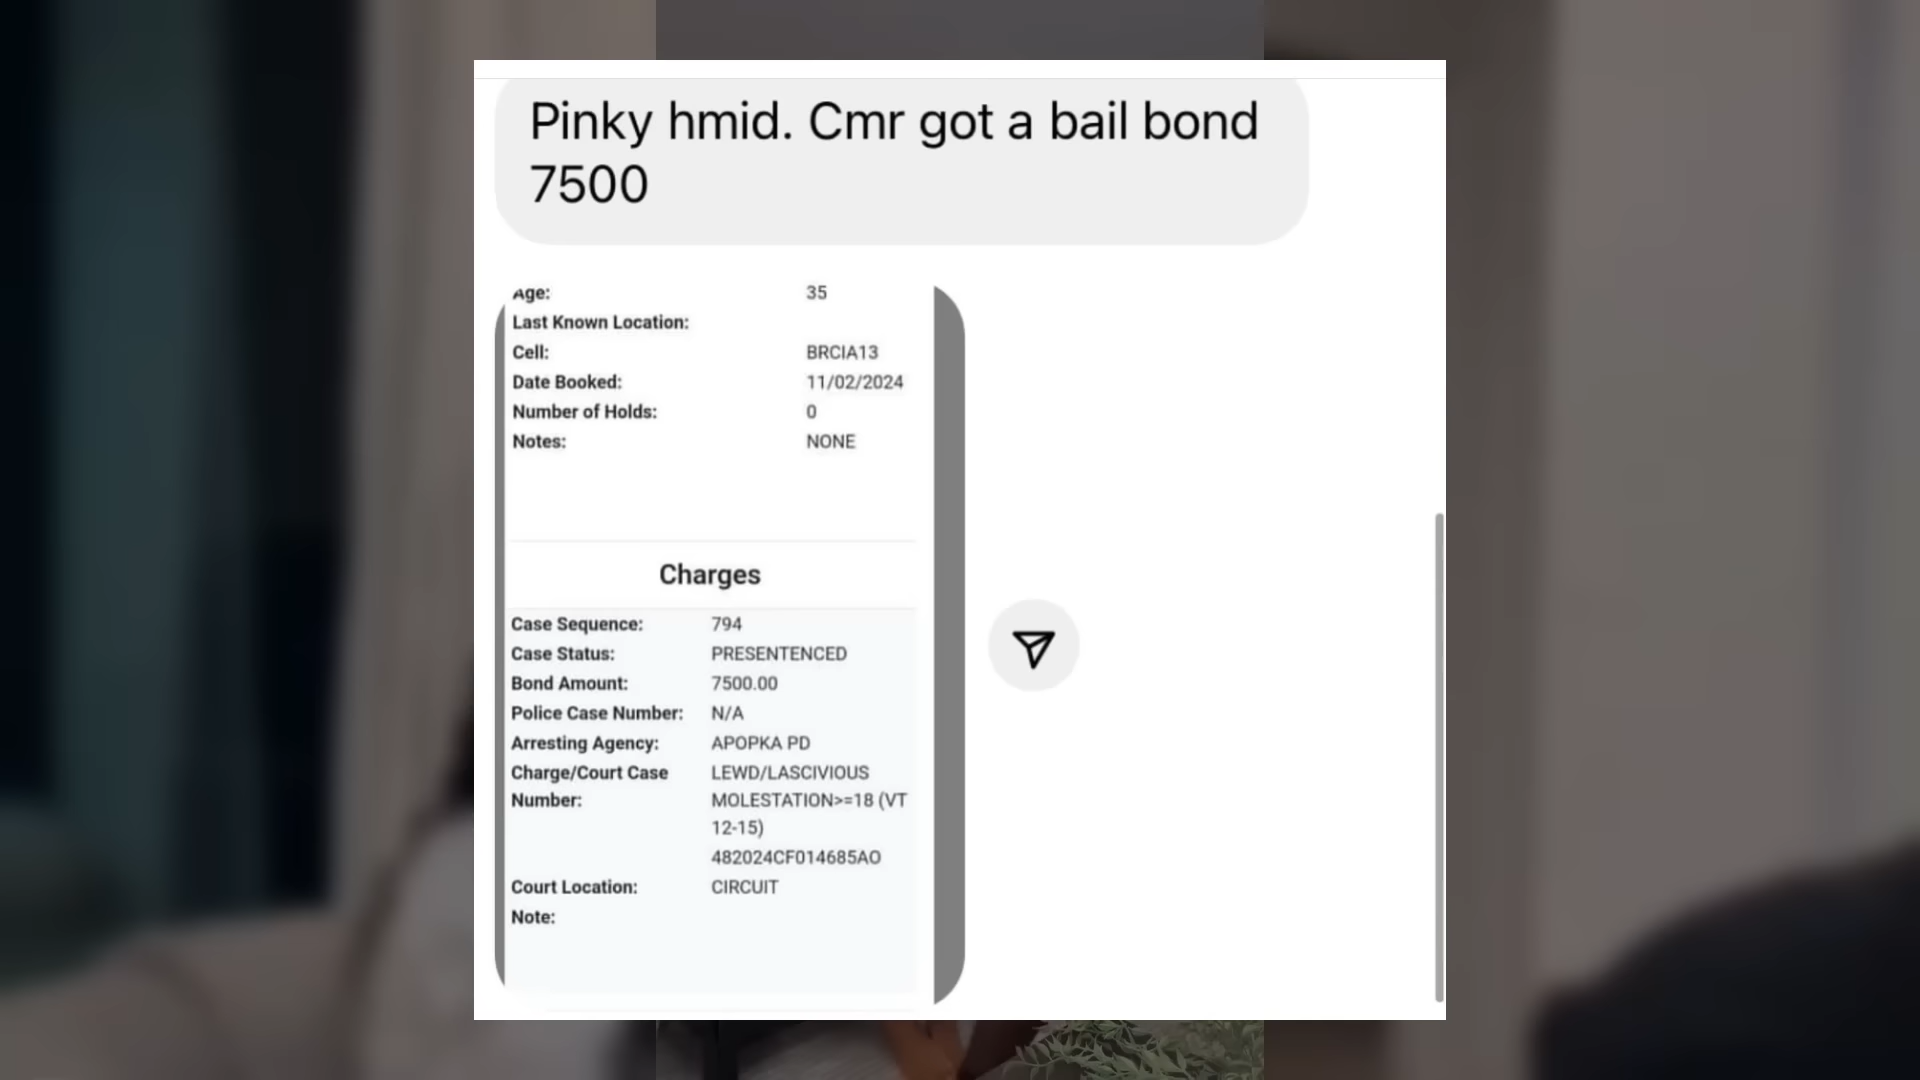 Pinky hmid. Cmr got a bail bond
7500
Age: 35
Last Known Location:
Cell: BRCIA13
Date Booked: 11/02/2024
Number of Holds: 0
Notes: NONE
Charges
Case Sequence: 794
Case Status: PRESENTENCED
Bond Amount: 7500.00
Police Case Number: N/A
Arresting Agency: APOPKA PD
Charge/Court Case LEWD/LASCIVIOUS
Number: MOLESTATION>=18 (VT
12-15)
482024CF014685AO
Court Location: CIRCUIT
Note: